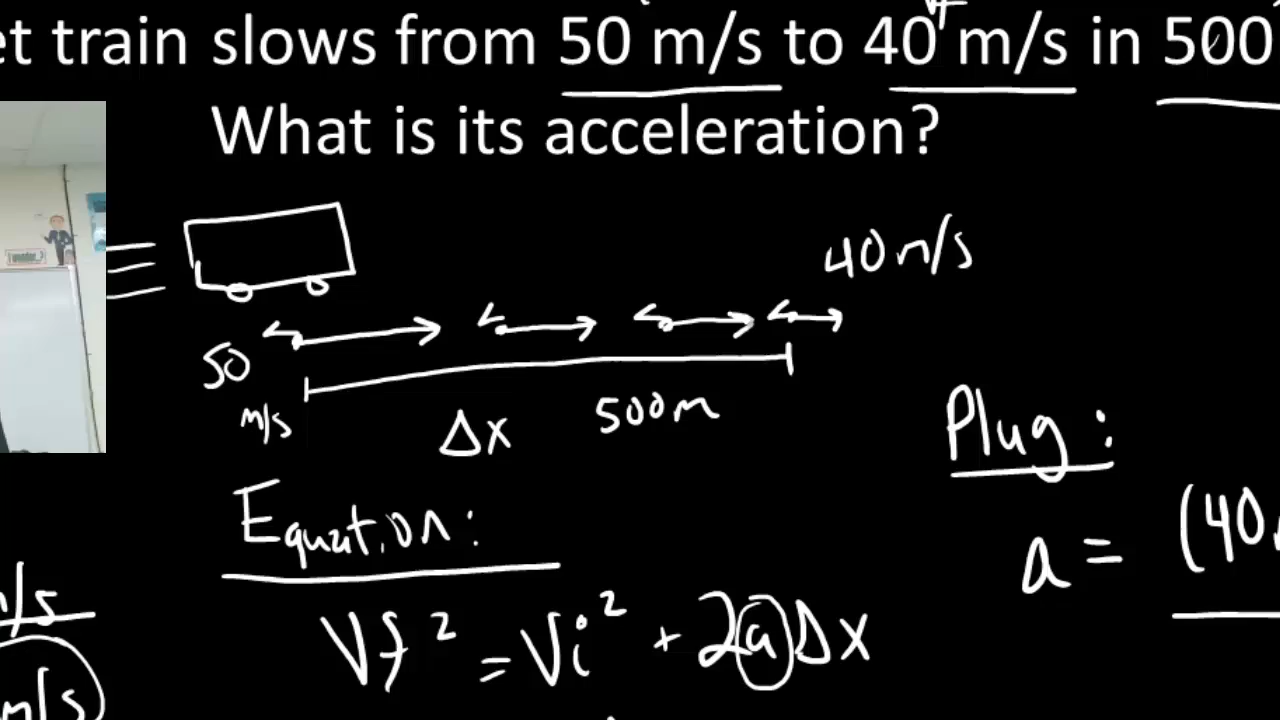 et train slows from 50 m/s to 40 m/s in 500
What is its acceleration?
40 m/s
50
m/s
Δx
500m
Plug:
a = (40
Equation:
m/s
Vf² = Vi² + 2aΔx
m/s